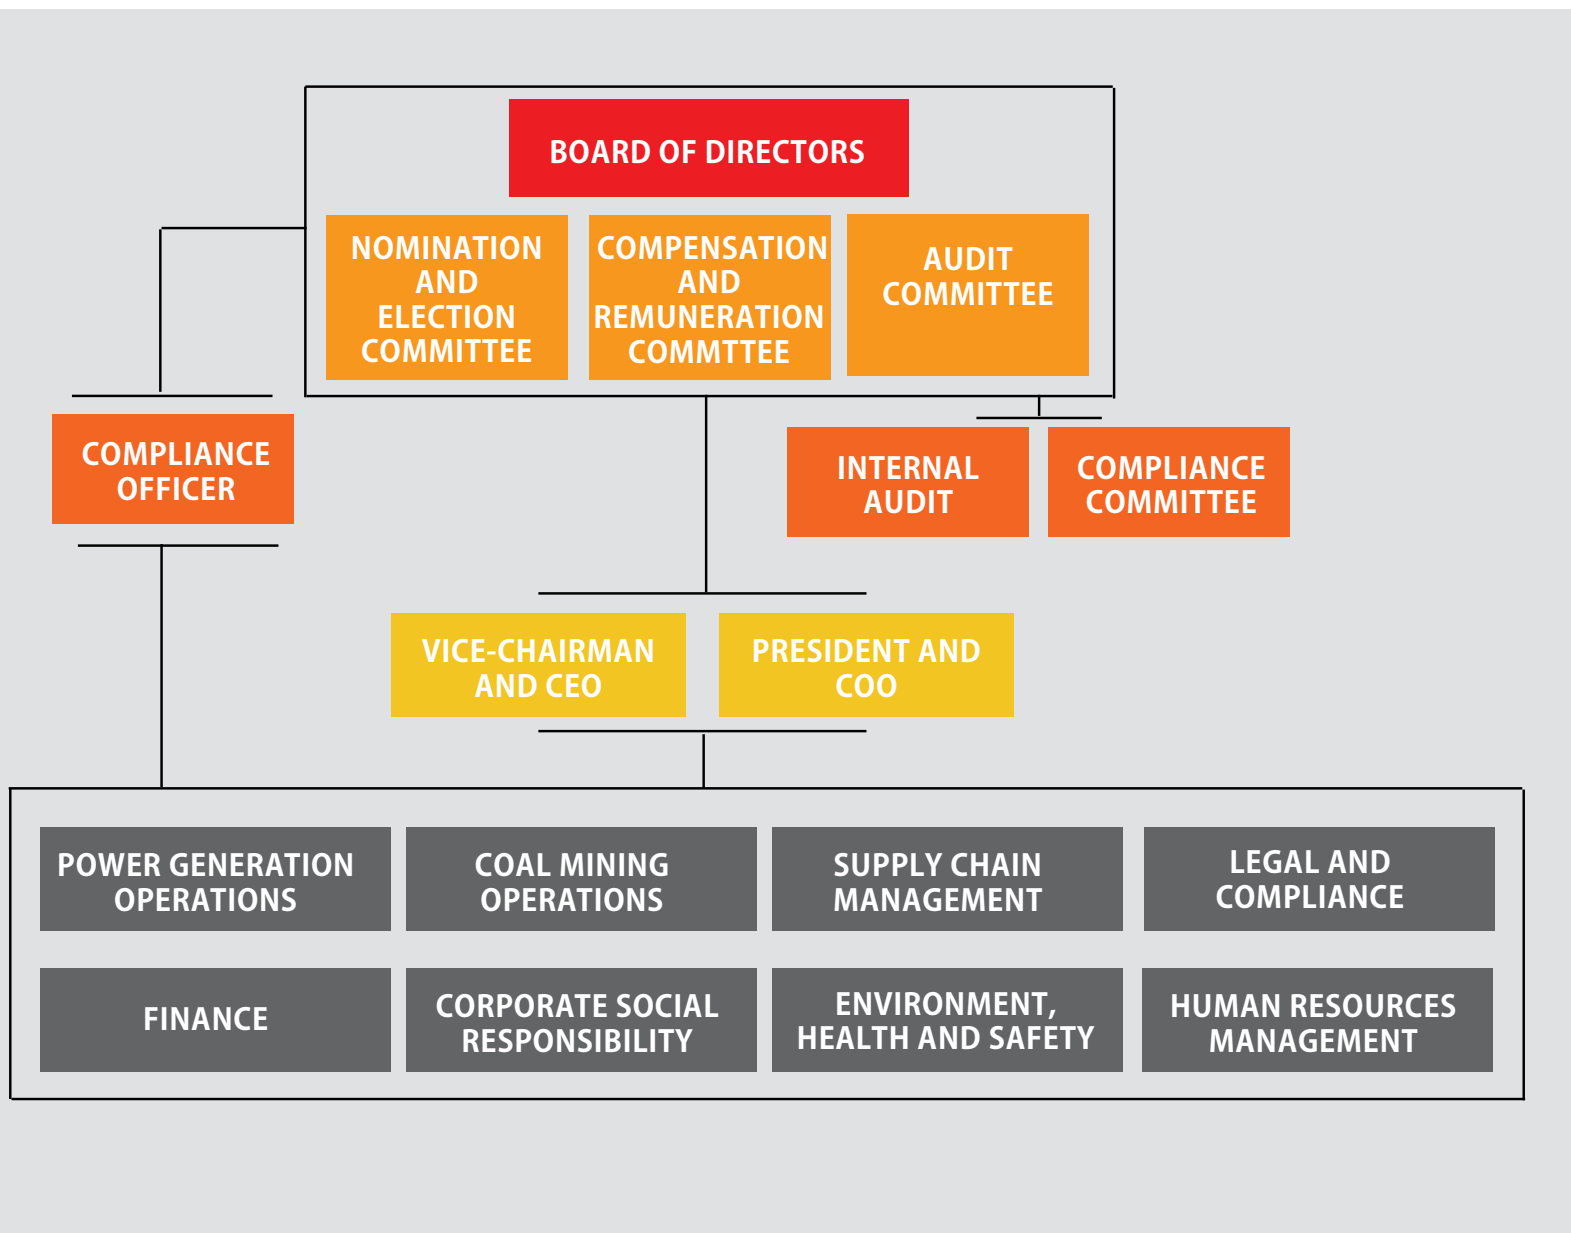 BOARD OF DIRECTORS
NOMINATION
AND
ELECTION
COMMITTEE
COMPENSATION
AND
REMUNERATION
COMMTTEE
AUDIT
COMMITTEE
COMPLIANCE
OFFICER
INTERNAL
AUDIT
COMPLIANCE
COMMITTEE
VICE-CHAIRMAN
AND CEO
PRESIDENT AND
COO
POWER GENERATION
OPERATIONS
COAL MINING
OPERATIONS
SUPPLY CHAIN
MANAGEMENT
LEGAL AND
COMPLIANCE
FINANCE
CORPORATE SOCIAL
RESPONSIBILITY
ENVIRONMENT,
HEALTH AND SAFETY
HUMAN RESOURCES
MANAGEMENT